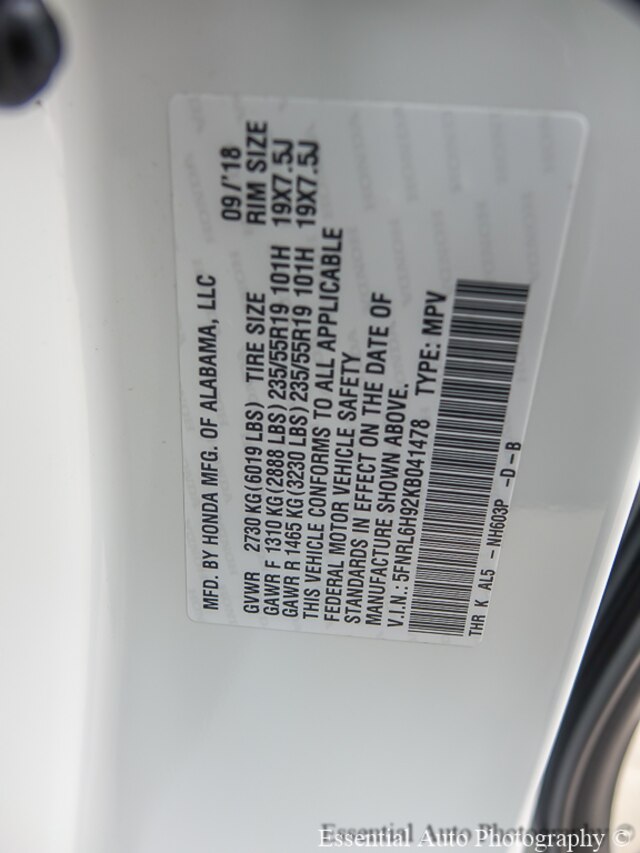 MFD. BY HONDA MFG. OF ALABAMA, LLC 09/'18
GVWR 2730 KG (6019 LBS) TIRE SIZE RIM SIZE
GAWR F 1310 KG (2888 LBS) 235/55R19 101H 19X7.5J
GAWR R 1465 KG (3230 LBS) 235/55R19 101H 19X7.5J
THIS VEHICLE CONFORMS TO ALL APPLICABLE
FEDERAL MOTOR VEHICLE SAFETY
STANDARDS IN EFFECT ON THE DATE OF
MANUFACTURE SHOWN ABOVE.
V.I.N.: 5FNRL6H92KB041478 TYPE: MPV
THR K AL5 - NH603P -D-B
Essential Auto Photography ©